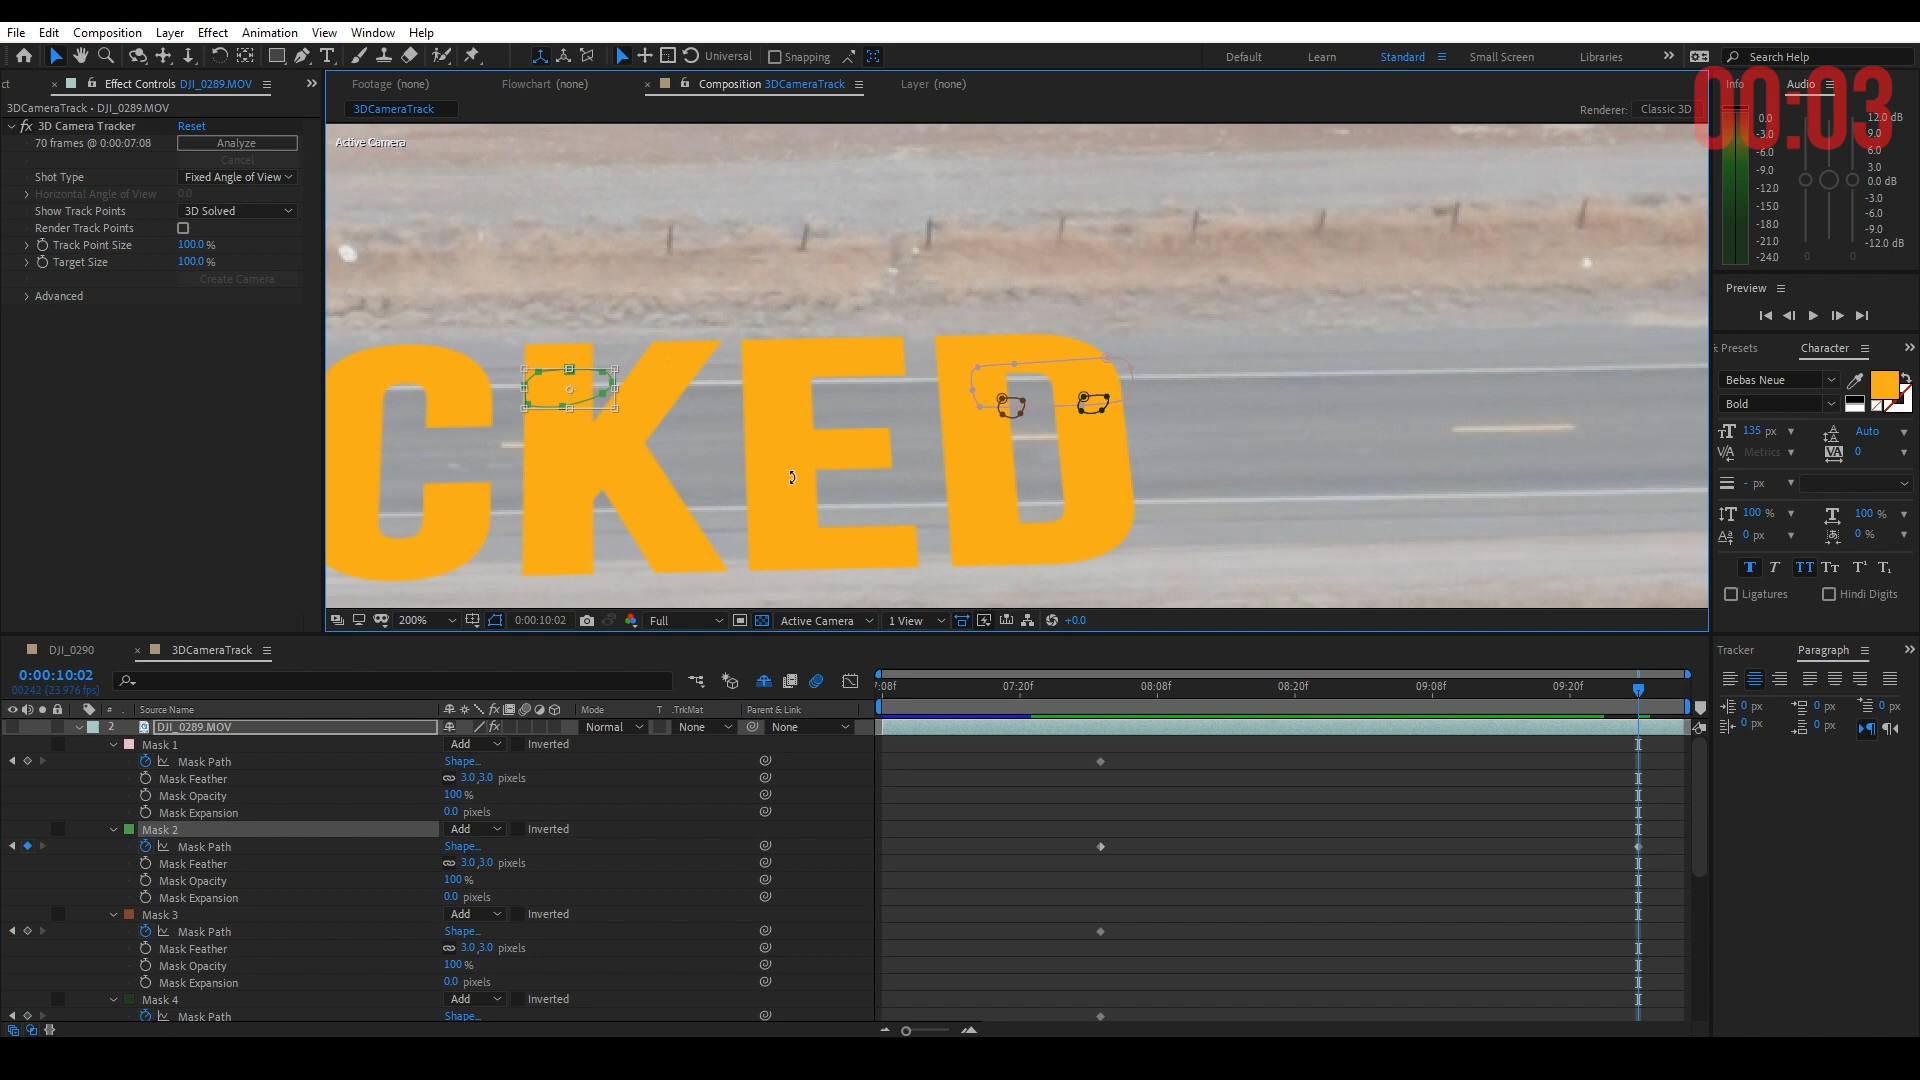 File Edit Composition Layer Effect Animation View Window Help
Universal Snapping Default Learn Standard Small Screen Libraries Search Help
Effect Controls DJI_0289.MOV
Footage (none) Flowchart (none) Composition 3DCameraTrack Layer (none)
Info Audio
00:03
3DCameraTrack • DJI_0289.MOV
3DCameraTrack
Renderer: Classic 3D
3D Camera Tracker Reset
70 frames @ 0:00:07:08 Analyze
Cancel
Shot Type Fixed Angle of View
Horizontal Angle of View 0.0
Show Track Points 3D Solved
Render Track Points
Track Point Size 100.0 %
Target Size 100.0 %
Create Camera
Advanced
Active Camera
CKED
0.0
-3.0
-6.0
-9.0
-12.0
-15.0
-18.0
-21.0
-24.0
12.0 dB
9.0
6.0
3.0
0.0 dB
-3.0
-6.0
-9.0
-12.0 dB
0 0
Preview
Presets Character
Bebas Neue
Bold
135 px Auto
Metrics 0
- px
100 % 100 %
0 px 0 %
T T TT Tt T¹ T₁
Ligatures Hindi Digits
200% 0:00:10:02 Full Active Camera 1 View +0.0
DJI_0290 3DCameraTrack
Tracker Paragraph
0:00:10:02
00242 (23.976 fps)
7:08f 07:20f 08:08f 08:20f 09:08f 09:20f
0 px 0 px 0 px
0 px 0 px
# Source Name Mode T .TrkMat Parent & Link
2 DJI_0289.MOV Normal None None
Mask 1 Add Inverted
Mask Path Shape...
Mask Feather 3.0,3.0 pixels
Mask Opacity 100 %
Mask Expansion 0.0 pixels
Mask 2 Add Inverted
Mask Path Shape...
Mask Feather 3.0,3.0 pixels
Mask Opacity 100 %
Mask Expansion 0.0 pixels
Mask 3 Add Inverted
Mask Path Shape...
Mask Feather 3.0,3.0 pixels
Mask Opacity 100 %
Mask Expansion 0.0 pixels
Mask 4 Add Inverted
Mask Path Shape...